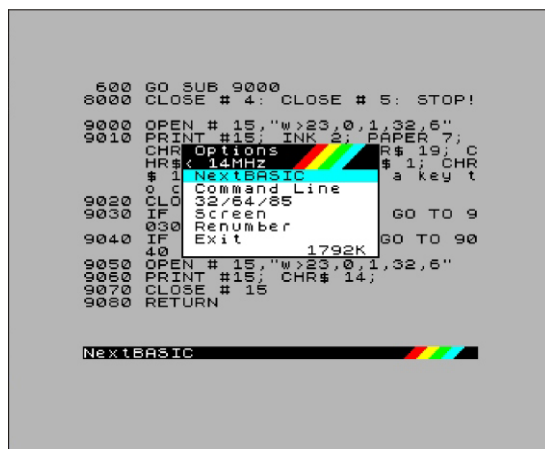 600 GO SUB 9000
8000 CLOSE # 4: CLOSE # 5: STOP!
9000 OPEN # 15,"w>23,0,1,32,6"
9010 PRINT #15; INK 2; PAPER 7;
CHR R$ 19; C
HR$ $ 1; CHR
$ 1 a key t
o c
9020 CLO
9030 IF GO TO 9
030
9040 IF GO TO 90
40
9050 OPEN # 15,"w>23,0,1,32,6"
9060 PRINT #15; CHR$ 14;
9070 CLOSE # 15
9080 RETURN
Options
< 14MHz
NextBASIC
Command Line
32/64/85
Screen
Renumber
Exit
1792K
NextBASIC